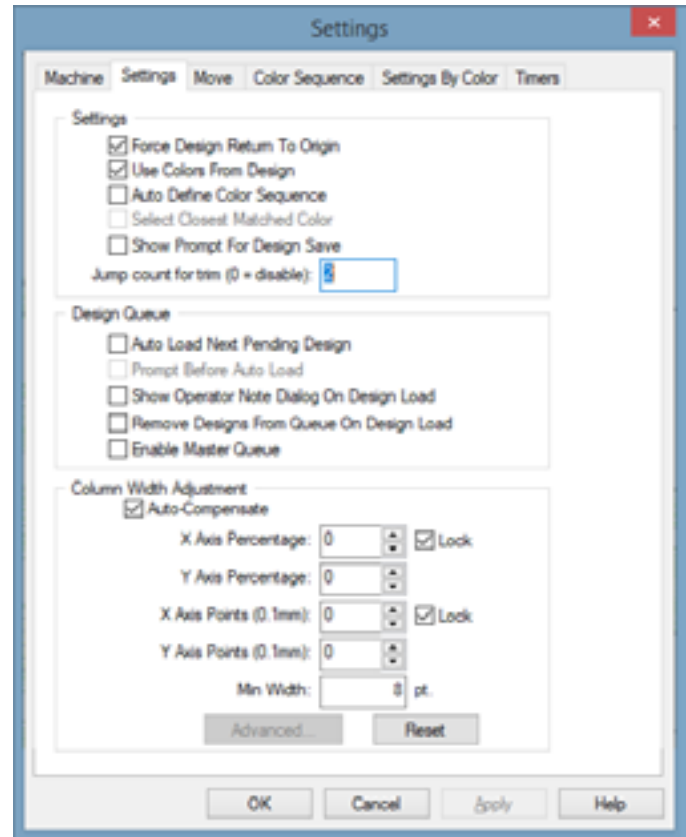 Settings
Machine Settings Move Color Sequence Settings By Color Timers
Settings
Force Design Return To Origin
Use Colors From Design
Auto Define Color Sequence
Select Closest Matched Color
Show Prompt For Design Save
Jump count for trim (0 = disable):
Design Queue
Auto Load Next Pending Design
Prompt Before Auto Load
Show Operator Note Dialog On Design Load
Remove Designs From Queue On Design Load
Enable Master Queue
Column Width Adjustment
Auto-Compensate
X Axis Percentage: 0 Lock
Y Axis Percentage: 0
X Axis Points (0.1mm): 0 Lock
Y Axis Points (0.1mm): 0
Min Width: 8 pt.
Advanced... Reset
OK Cancel Apply Help